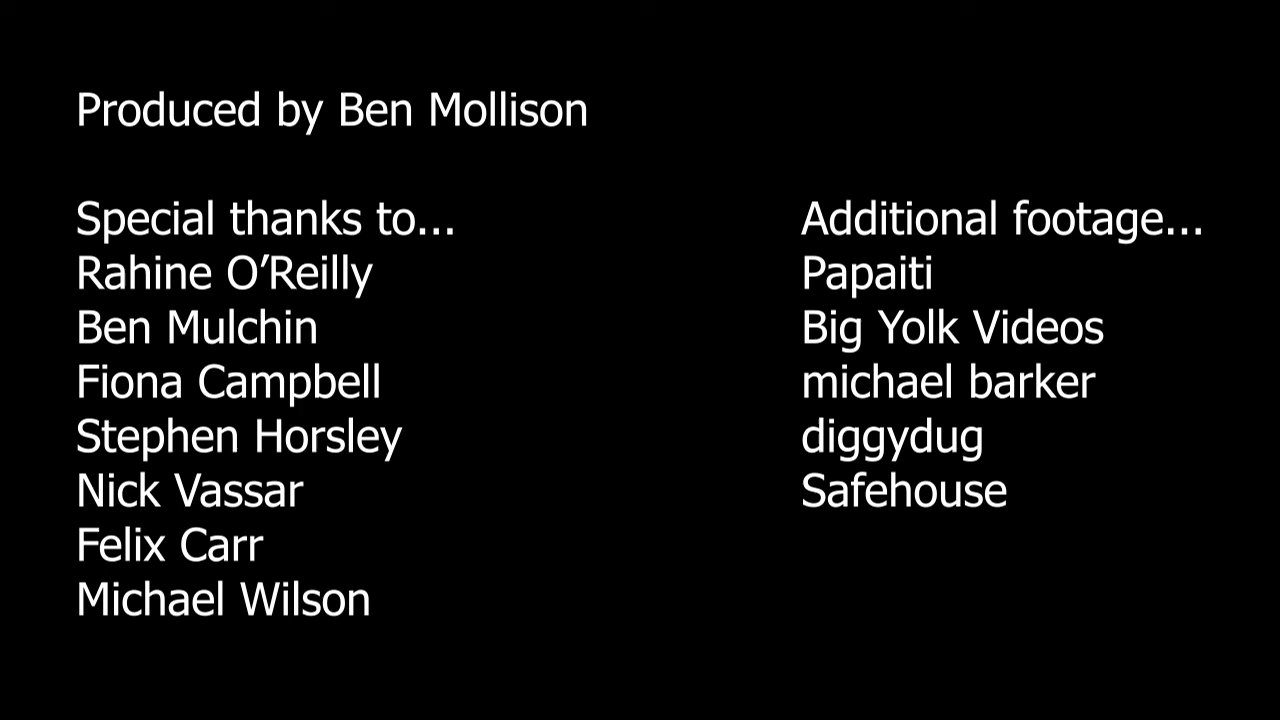 Produced by Ben Mollison
Special thanks to...
Rahine O’Reilly
Ben Mulchin
Fiona Campbell
Stephen Horsley
Nick Vassar
Felix Carr
Michael Wilson
Additional footage...
Papaiti
Big Yolk Videos
michael barker
diggydug
Safehouse